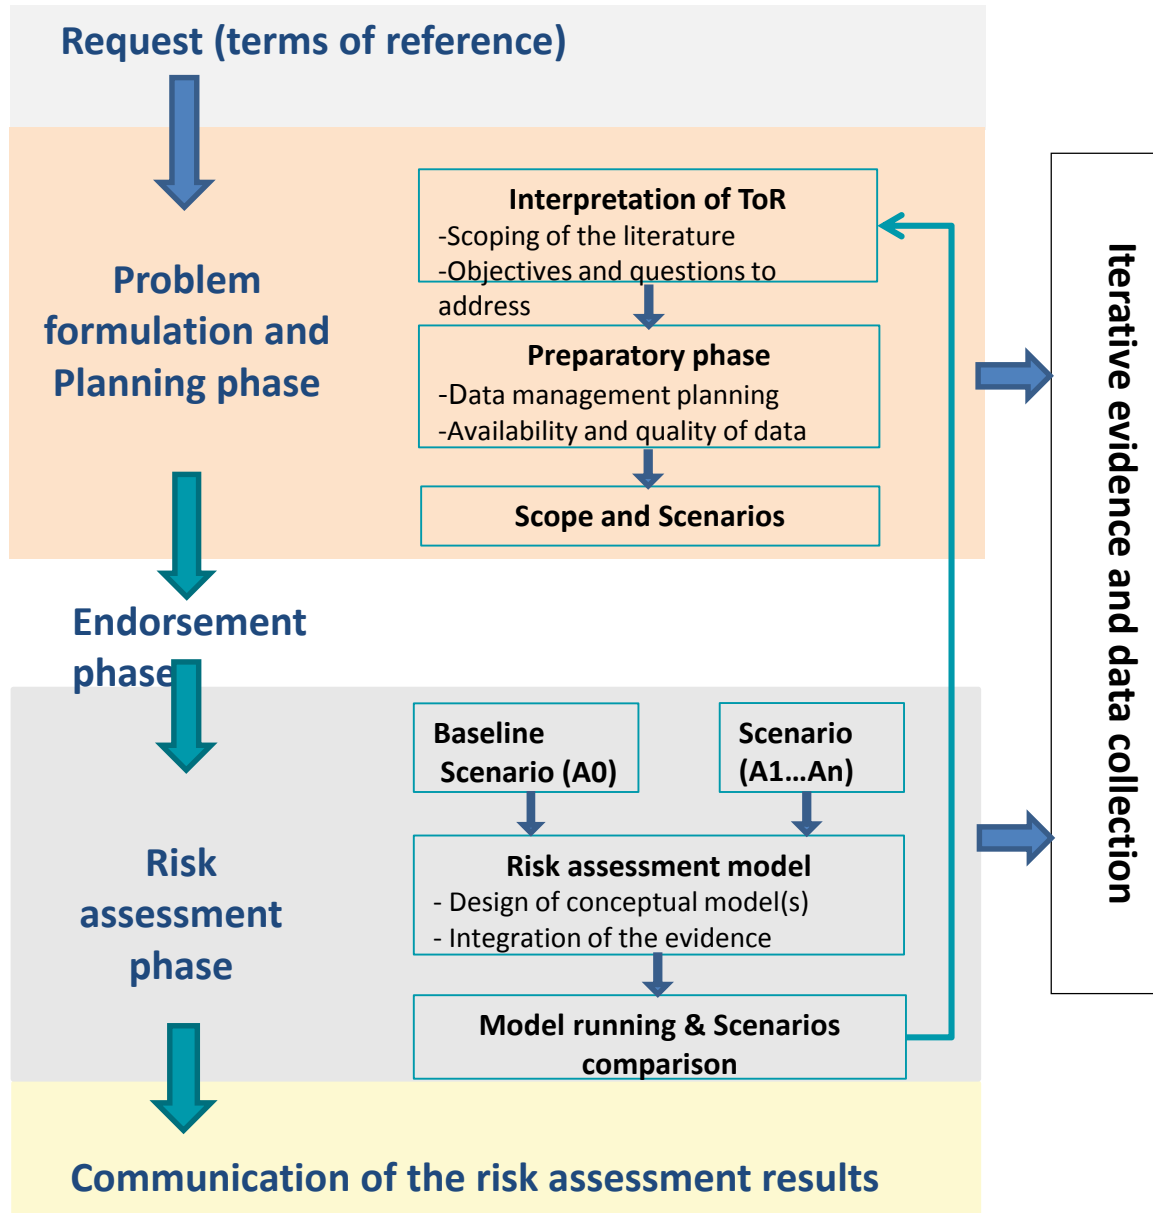 Request (terms of reference)
Problem
formulation and
Planning phase
Interpretation of ToR
-Scoping of the literature
-Objectives and questions to
address
Preparatory phase
-Data management planning
-Availability and quality of data
Scope and Scenarios
Endorsement
phase
Risk
assessment
phase
Baseline
Scenario (A0)
Scenario
(A1...An)
Risk assessment model
- Design of conceptual model(s)
- Integration of the evidence
Model running & Scenarios
comparison
Communication of the risk assessment results
Iterative evidence and data collection